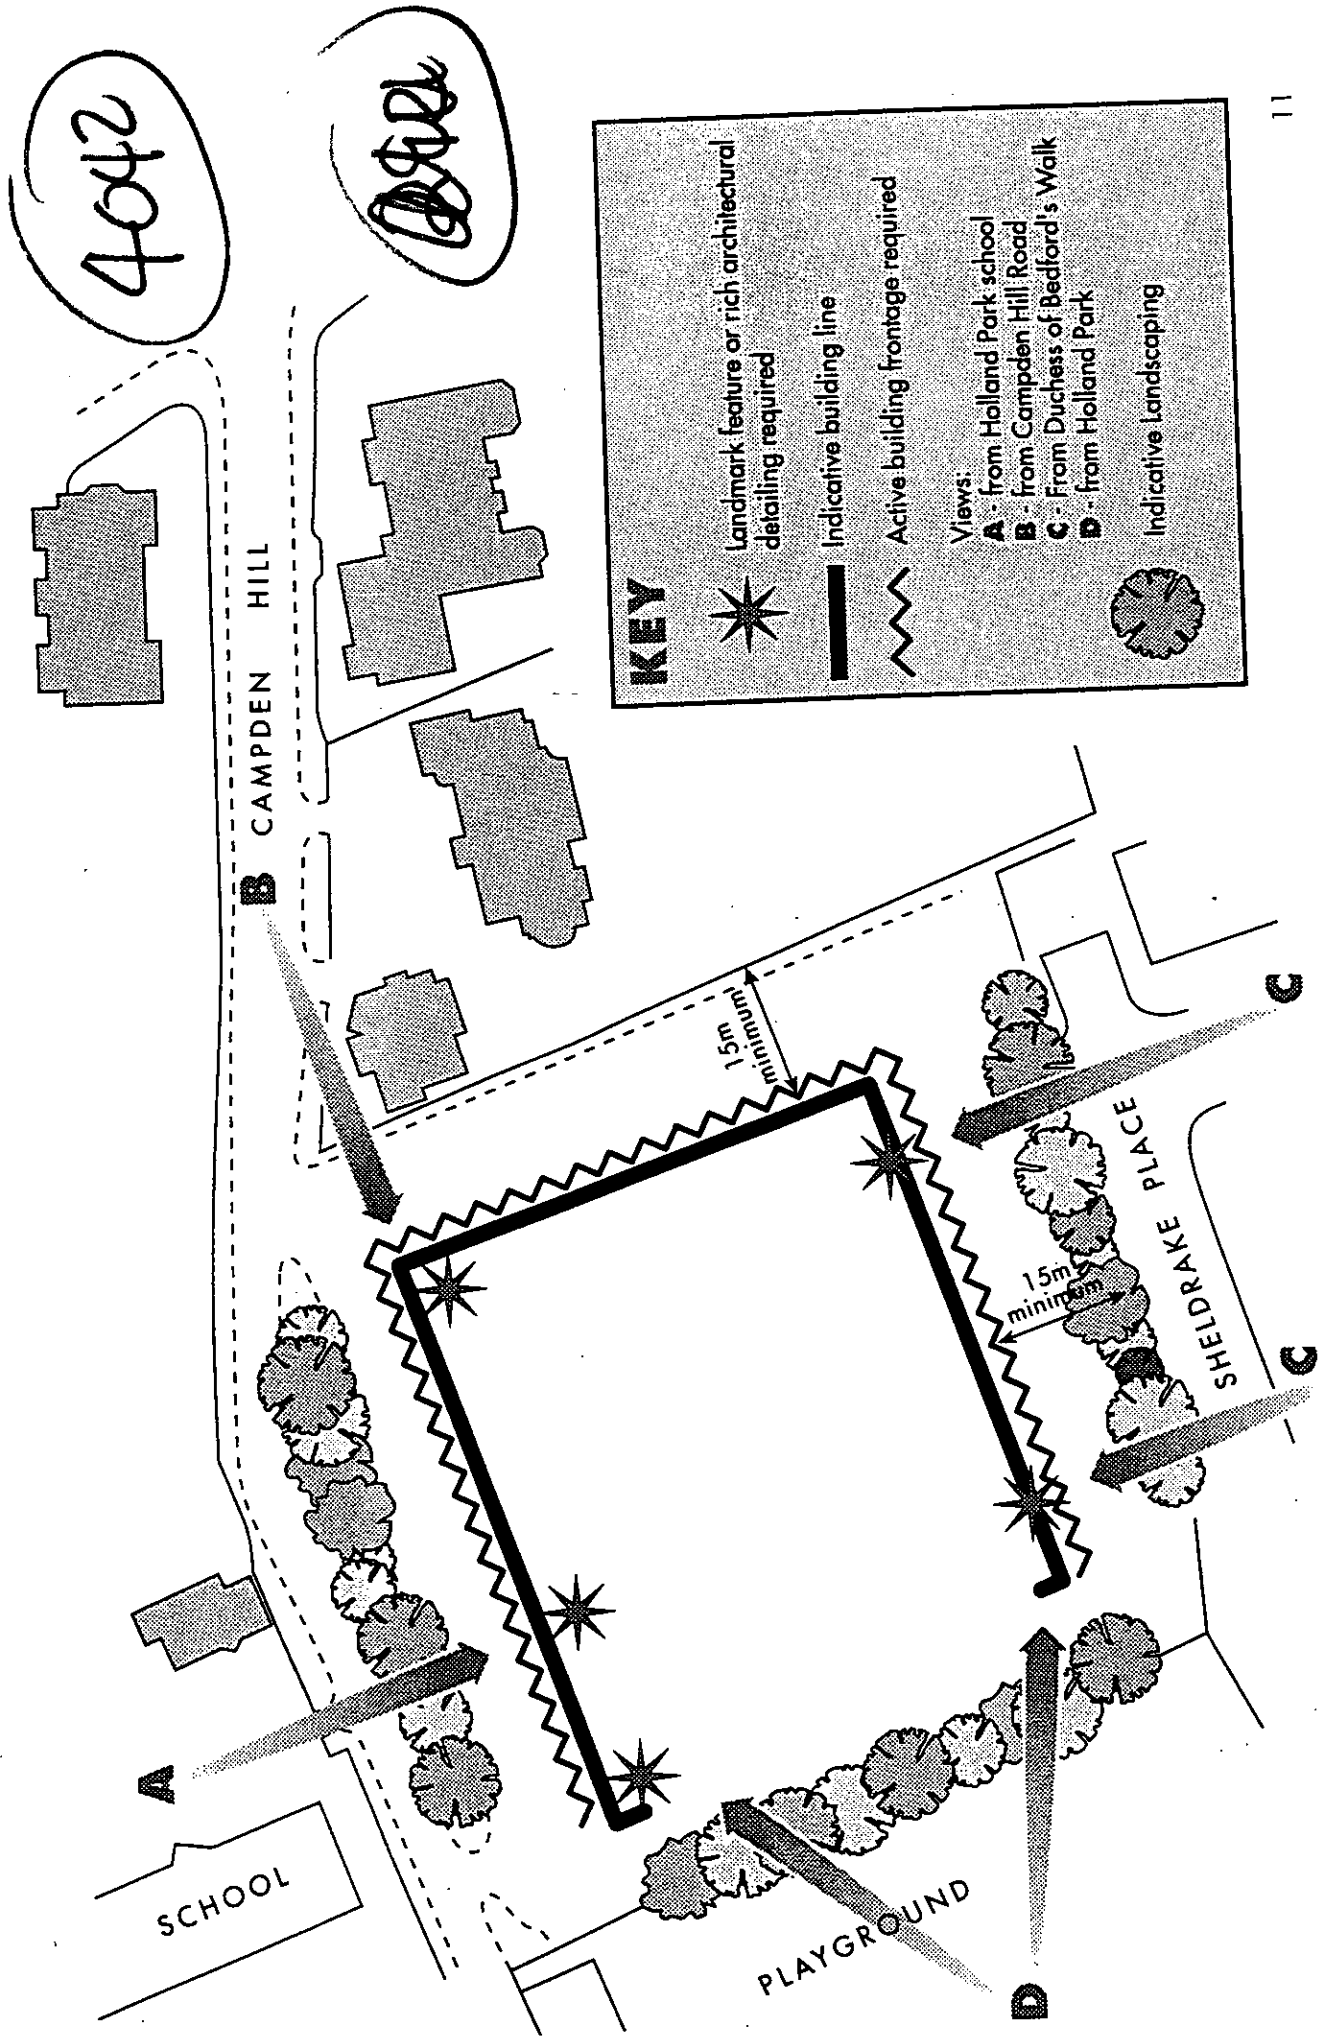 4042
CAMPDEN HILL
B
A
SCHOOL
15m
minimum
15m
minimum
SHELDRAKE PLACE
C
C
D
PLAYGROUND
KEY
Landmark feature or rich architectural
detailing required
Indicative building line
Active building frontage required
Views:
A - from Holland Park school
B - from Campden Hill Road
C - From Duchess of Bedford's Walk
D - from Holland Park
Indicative Landscaping
11